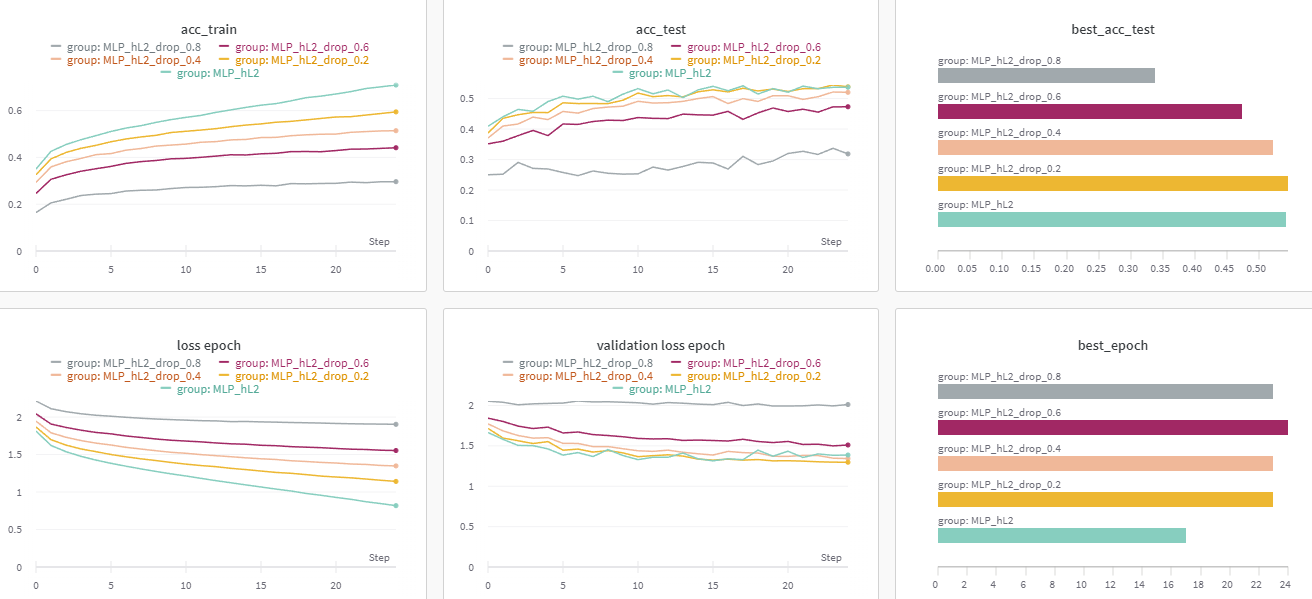 acc_train
group: MLP_hL2_drop_0.8 group: MLP_hL2_drop_0.6
group: MLP_hL2_drop_0.4 group: MLP_hL2_drop_0.2
group: MLP_hL2
0.6
0.4
0.2
0
Step
0 5 10 15 20
acc_test
group: MLP_hL2_drop_0.8 group: MLP_hL2_drop_0.6
group: MLP_hL2_drop_0.4 group: MLP_hL2_drop_0.2
group: MLP_hL2
0.5
0.4
0.3
0.2
0.1
0
Step
0 5 10 15 20
best_acc_test
group: MLP_hL2_drop_0.8
group: MLP_hL2_drop_0.6
group: MLP_hL2_drop_0.4
group: MLP_hL2_drop_0.2
group: MLP_hL2
0.00 0.05 0.10 0.15 0.20 0.25 0.30 0.35 0.40 0.45 0.50
loss epoch
group: MLP_hL2_drop_0.8 group: MLP_hL2_drop_0.6
group: MLP_hL2_drop_0.4 group: MLP_hL2_drop_0.2
group: MLP_hL2
2
1.5
1
0.5
0
Step
0 5 10 15 20
validation loss epoch
group: MLP_hL2_drop_0.8 group: MLP_hL2_drop_0.6
group: MLP_hL2_drop_0.4 group: MLP_hL2_drop_0.2
group: MLP_hL2
2
1.5
1
0.5
0
Step
0 5 10 15 20
best_epoch
group: MLP_hL2_drop_0.8
group: MLP_hL2_drop_0.6
group: MLP_hL2_drop_0.4
group: MLP_hL2_drop_0.2
group: MLP_hL2
0 2 4 6 8 10 12 14 16 18 20 22 24